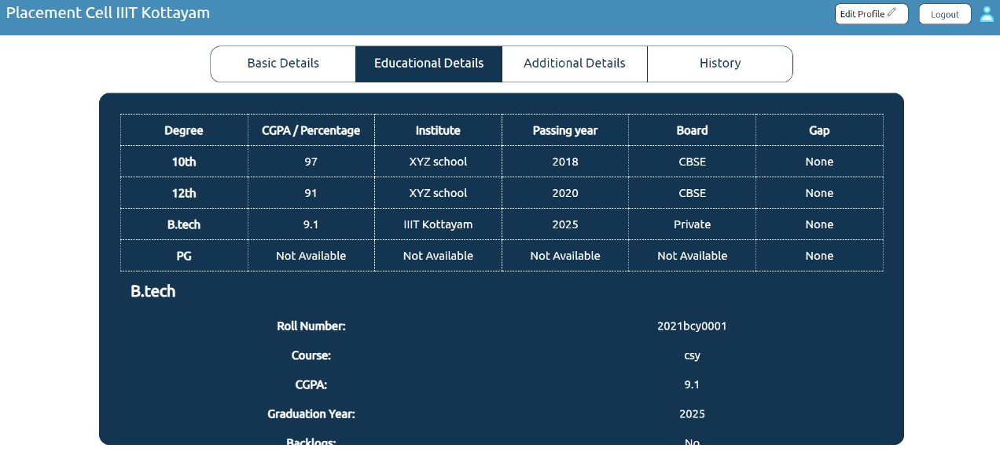 Placement Cell IIIT Kottayam
Edit Profile
Logout
Basic Details Educational Details Additional Details History
Degree CGPA / Percentage Institute Passing year Board Gap
10th 97 XYZ school 2018 CBSE None
12th 91 XYZ school 2020 CBSE None
B.tech 9.1 IIIT Kottayam 2025 Private None
PG Not Available Not Available Not Available Not Available None
B.tech
Roll Number: 2021bcy0001
Course: csy
CGPA: 9.1
Graduation Year: 2025
Backlogs: No